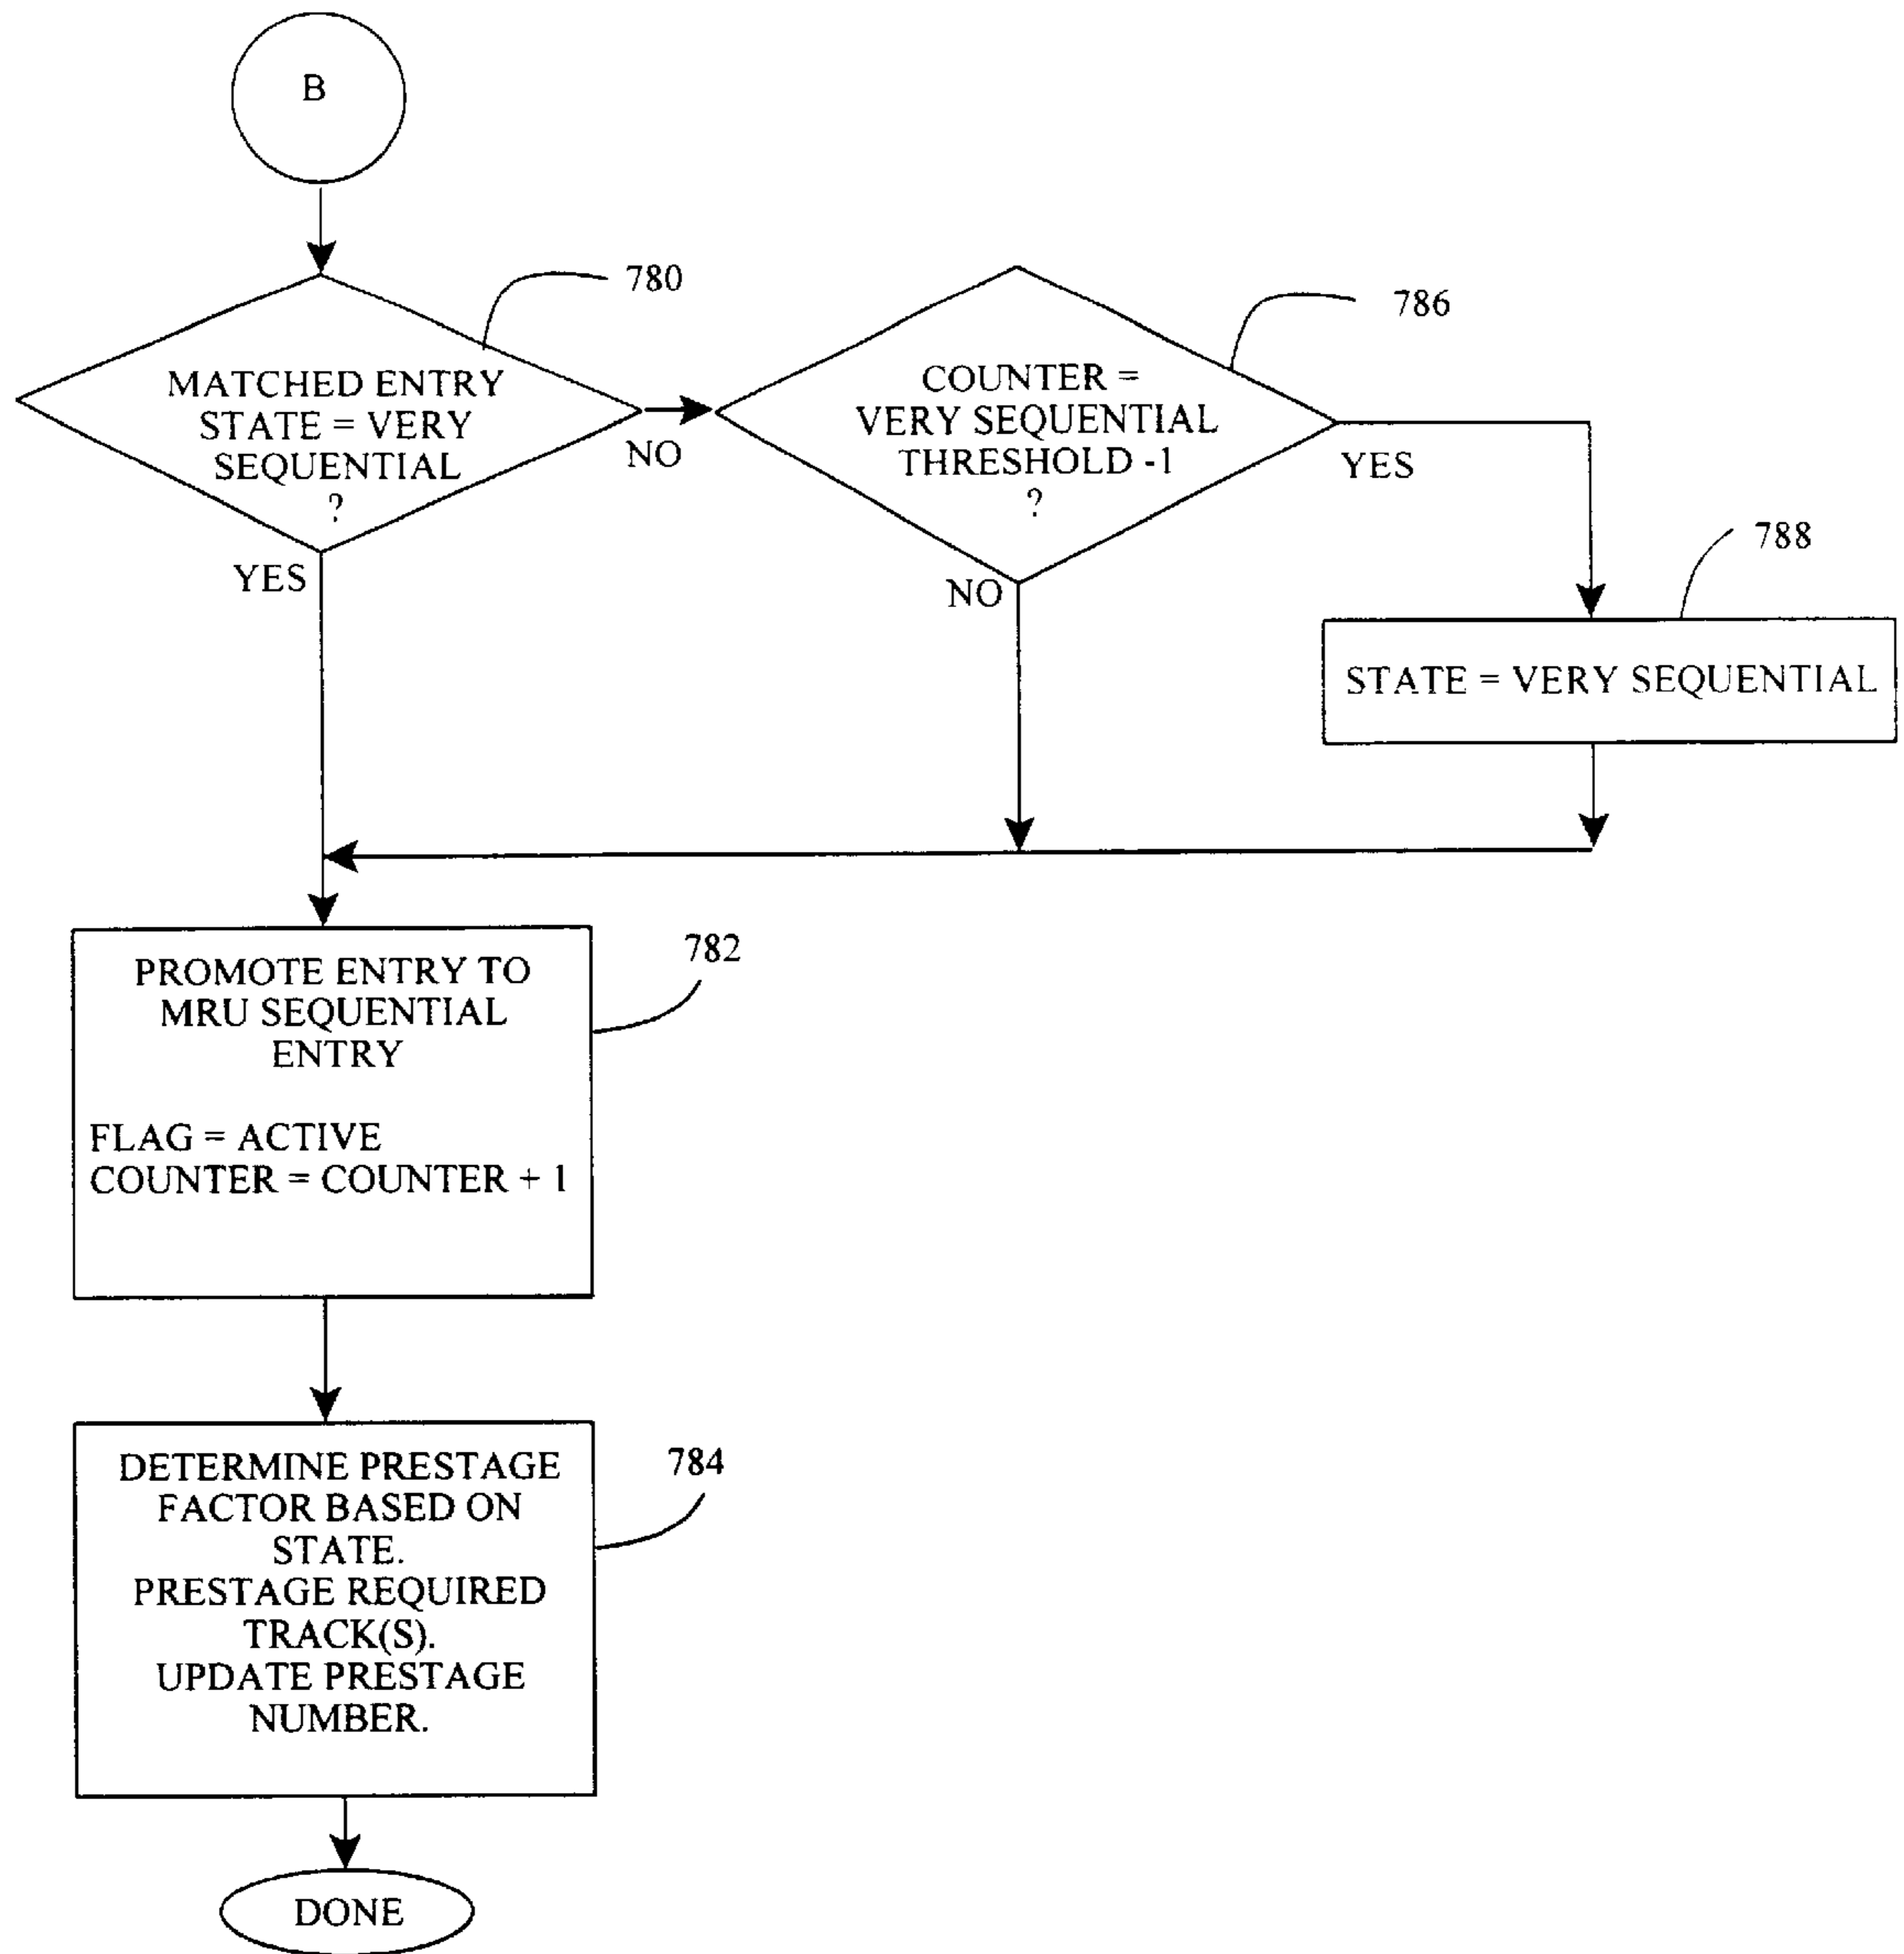 B
780
MATCHED ENTRY
STATE = VERY
SEQUENTIAL
?
NO
YES
786
COUNTER =
VERY SEQUENTIAL
THRESHOLD -1
?
YES
NO
788
STATE = VERY SEQUENTIAL
782
PROMOTE ENTRY TO
MRU SEQUENTIAL
ENTRY
FLAG = ACTIVE
COUNTER = COUNTER + 1
784
DETERMINE PRESTAGE
FACTOR BASED ON
STATE.
PRESTAGE REQUIRED
TRACK(S).
UPDATE PRESTAGE
NUMBER.
DONE